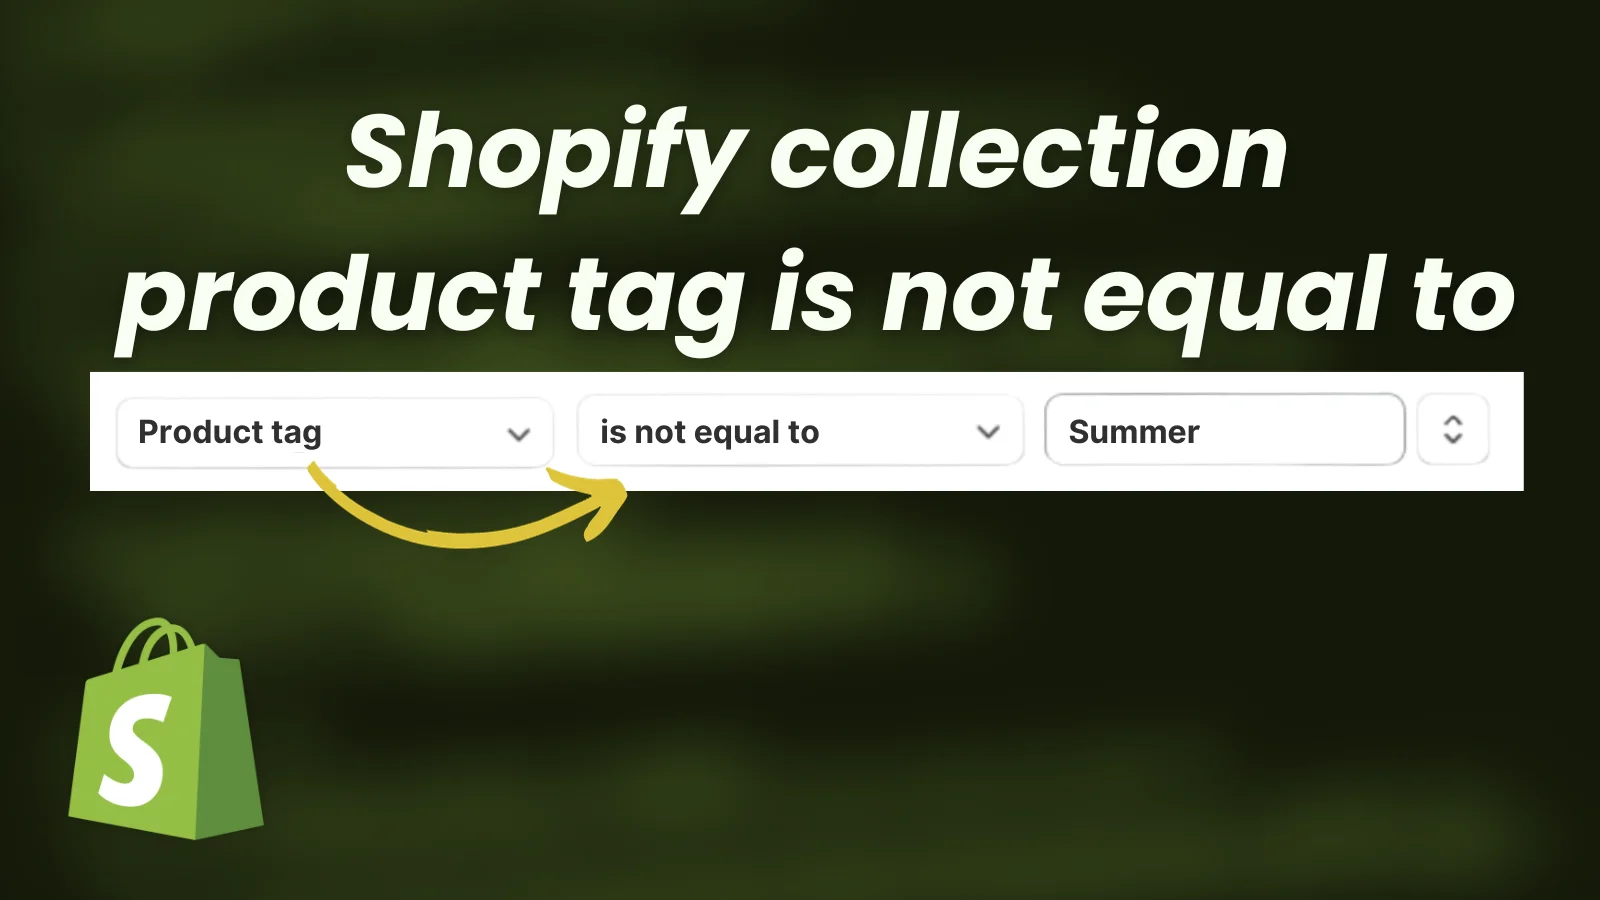 Shopify collection
product tag is not equal to
Product tag is not equal to Summer
S